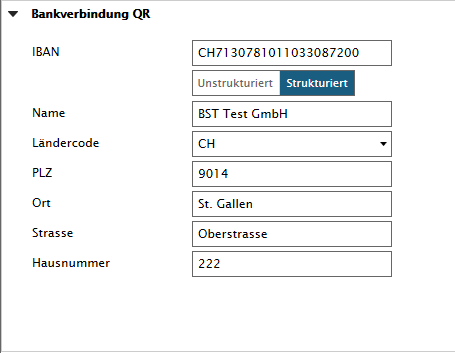 Bankverbindung QR
IBAN CH7130781011033087200
Unstrukturiert Strukturiert
Name BST Test GmbH
Ländercode CH
PLZ 9014
Ort St. Gallen
Strasse Oberstrasse
Hausnummer 222